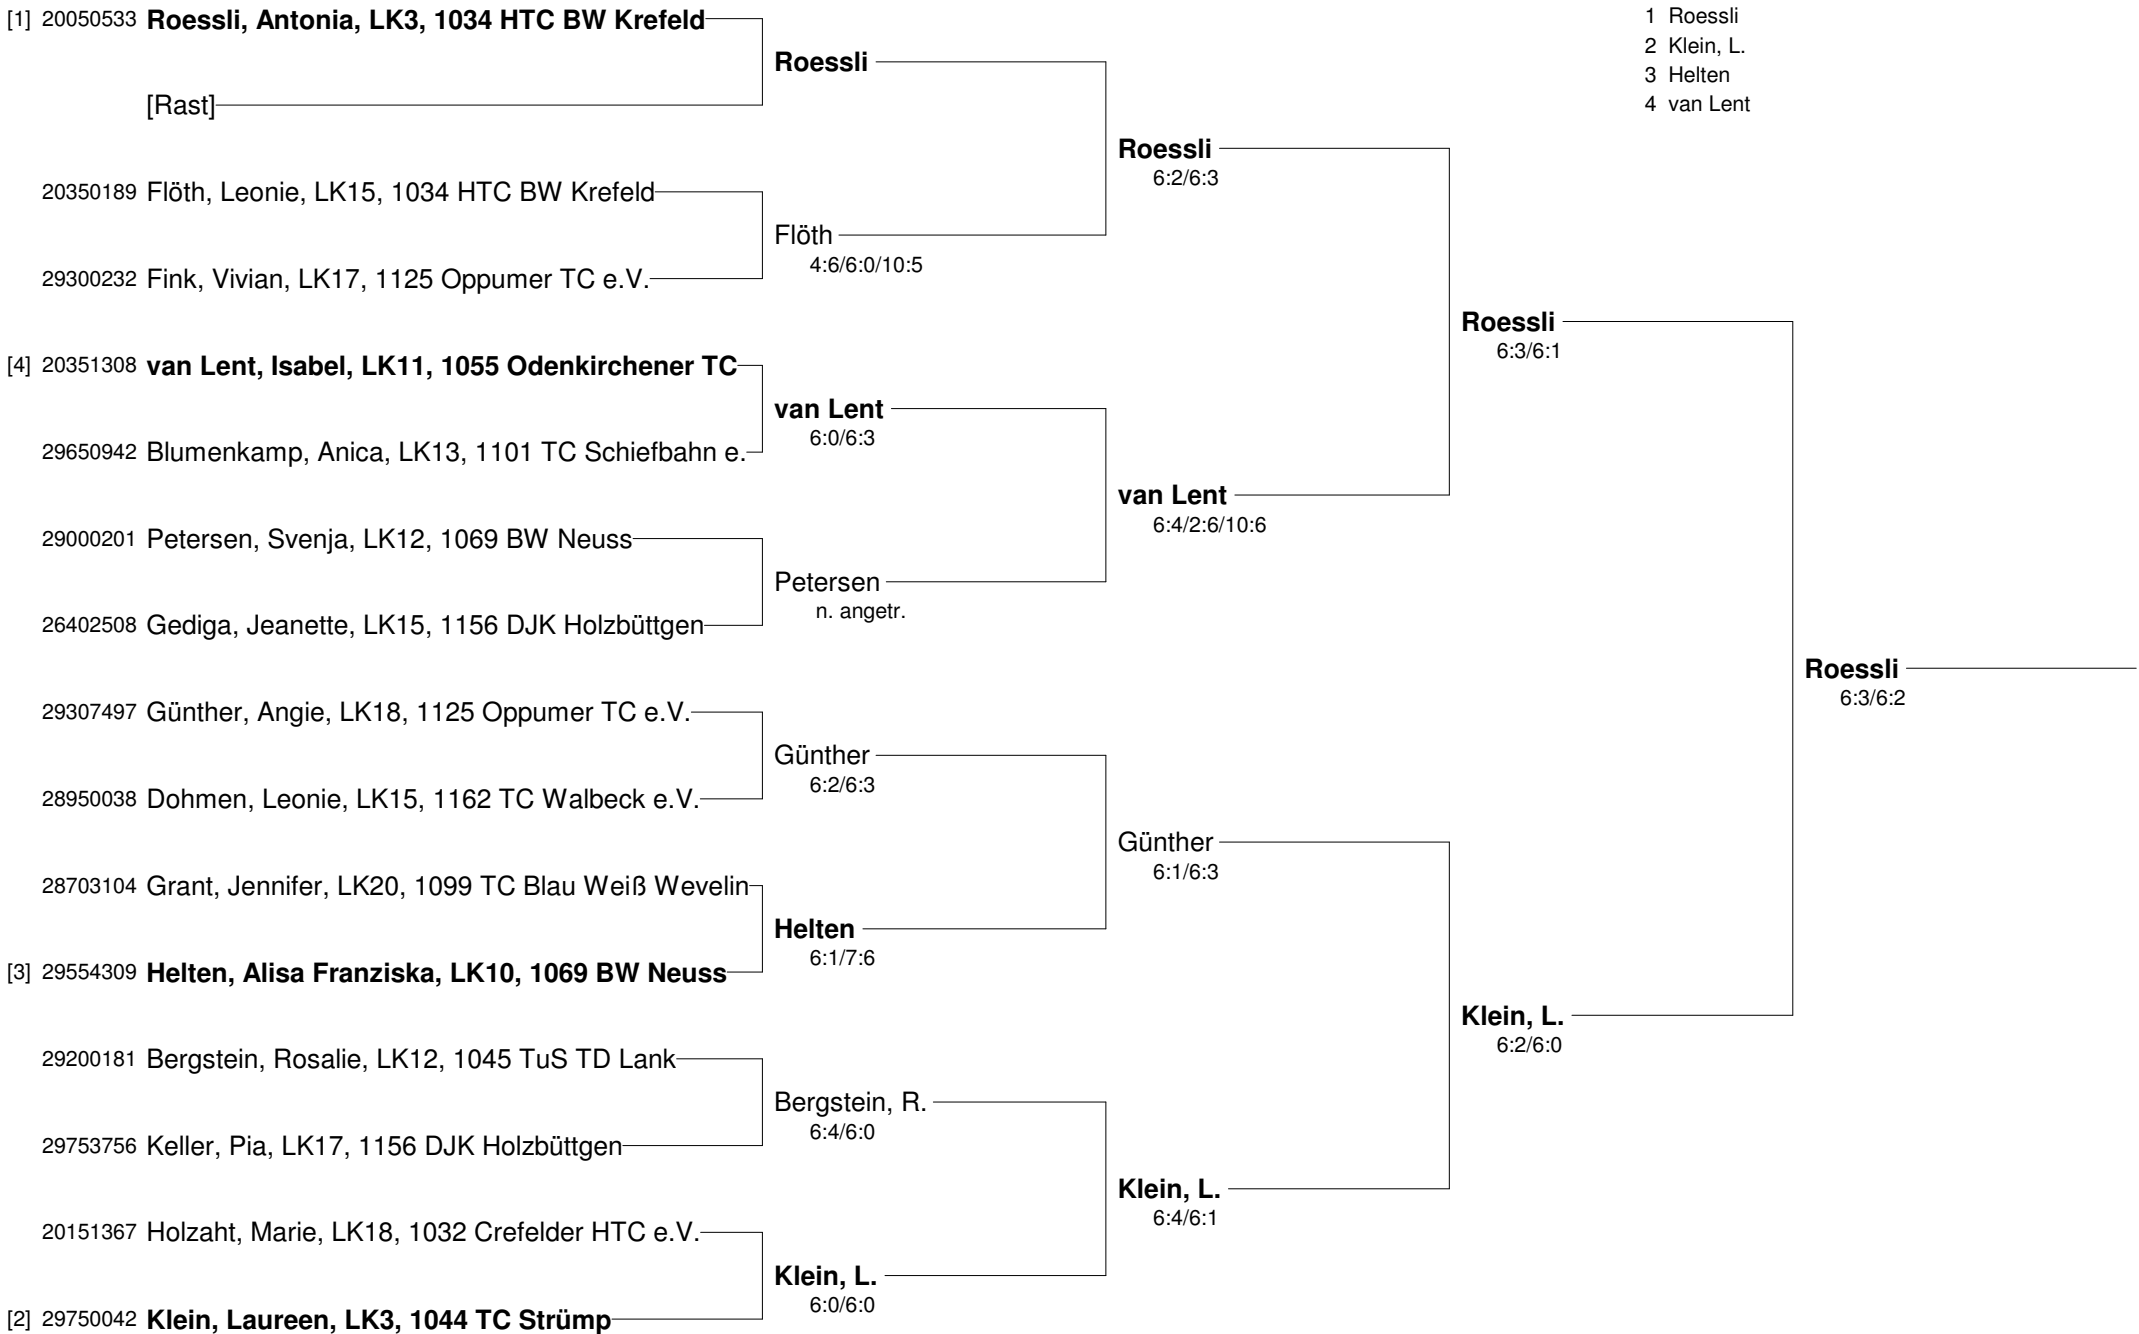 [1] 20050533 Roessli, Antonia, LK3, 1034 HTC BW Krefeld
[Rast]
20350189 Flöth, Leonie, LK15, 1034 HTC BW Krefeld
29300232 Fink, Vivian, LK17, 1125 Oppumer TC e.V.
[4] 20351308 van Lent, Isabel, LK11, 1055 Odenkirchener TC
29650942 Blumenkamp, Anica, LK13, 1101 TC Schiefbahn e.
29000201 Petersen, Svenja, LK12, 1069 BW Neuss
26402508 Gediga, Jeanette, LK15, 1156 DJK Holzbüttgen
29307497 Günther, Angie, LK18, 1125 Oppumer TC e.V.
28950038 Dohmen, Leonie, LK15, 1162 TC Walbeck e.V.
28703104 Grant, Jennifer, LK20, 1099 TC Blau Weiß Wevelin
[3] 29554309 Helten, Alisa Franziska, LK10, 1069 BW Neuss
29200181 Bergstein, Rosalie, LK12, 1045 TuS TD Lank
29753756 Keller, Pia, LK17, 1156 DJK Holzbüttgen
20151367 Holzaht, Marie, LK18, 1032 Crefelder HTC e.V.
[2] 29750042 Klein, Laureen, LK3, 1044 TC Strümp
Roessli
Flöth
4:6/6:0/10:5
van Lent
6:0/6:3
Petersen
n. angetr.
Günther
6:2/6:3
Helten
6:1/7:6
Bergstein, R.
6:4/6:0
Klein, L.
6:0/6:0
Roessli
6:2/6:3
van Lent
6:4/2:6/10:6
Günther
6:1/6:3
Klein, L.
6:4/6:1
Roessli
6:3/6:1
Klein, L.
6:2/6:0
Roessli
6:3/6:2
1 Roessli
2 Klein, L.
3 Helten
4 van Lent